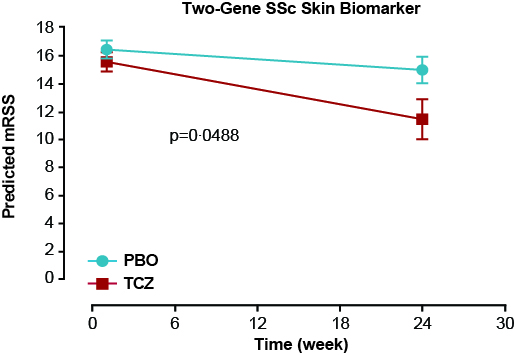 Two-Gene SSc Skin Biomarker
18
16
14
12
10
8
6
4
2
0
Predicted mRSS
p=0·0488
PBO
TCZ
0 6 12 18 24 30
Time (week)